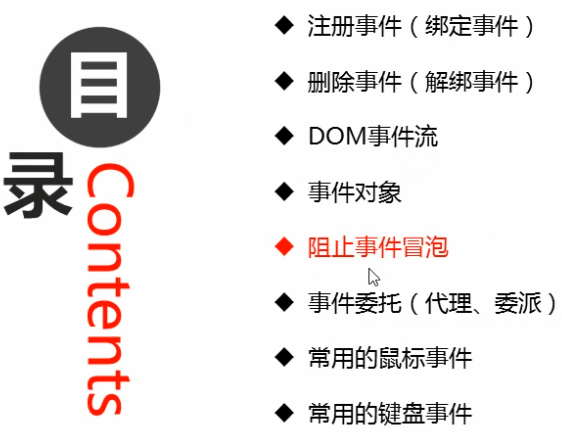 目录
Contents
◆ 注册事件（绑定事件）
◆ 删除事件（解绑事件）
◆ DOM事件流
◆ 事件对象
◆ 阻止事件冒泡
◆ 事件委托（代理、委派）
◆ 常用的鼠标事件
◆ 常用的键盘事件